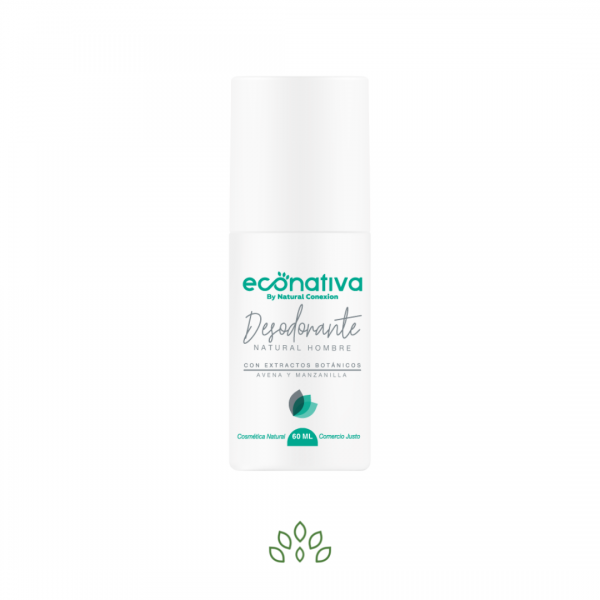 econativa
By Natural Conexion
Desodorante
NATURAL HOMBRE
CON EXTRACTOS BOTÁNICOS
AVENA Y MANZANILLA
Cosmética Natural 60 ML Comercio Justo